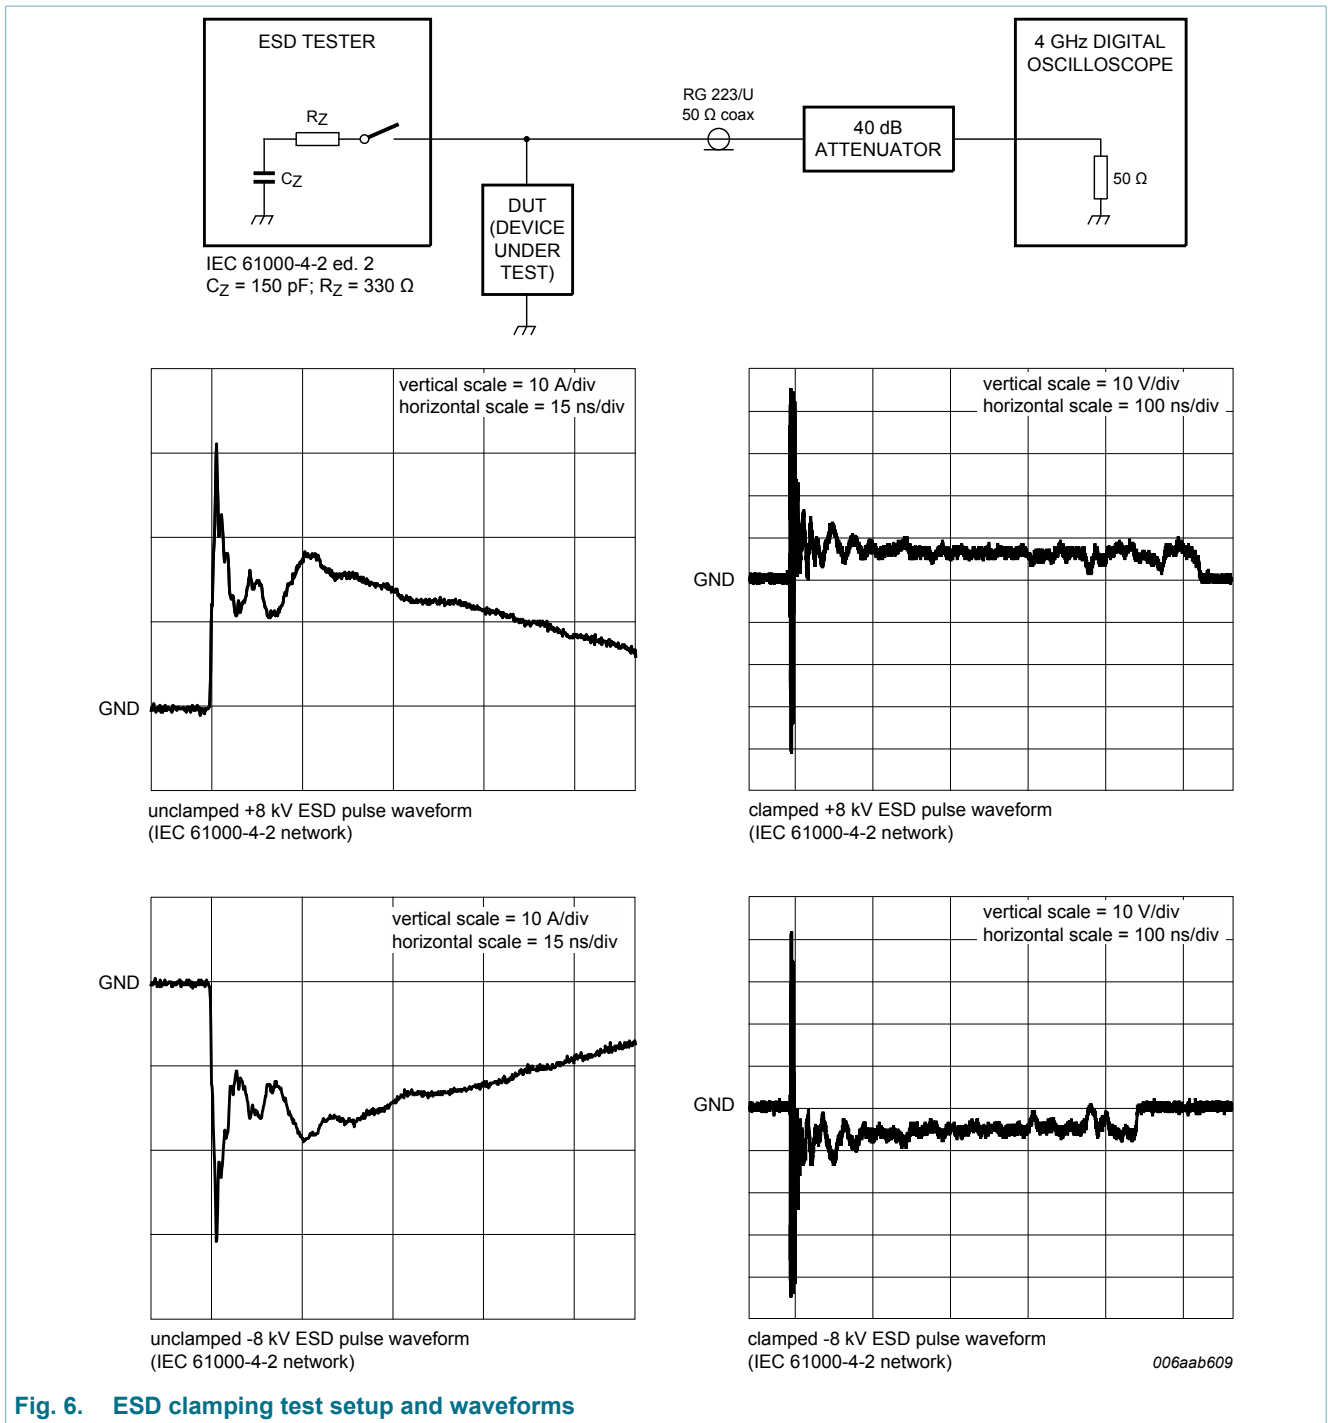 ESD TESTER
RZ
CZ
IEC 61000-4-2 ed. 2
CZ = 150 pF; RZ = 330 Ω
DUT
(DEVICE
UNDER
TEST)
RG 223/U
50 Ω coax
40 dB
ATTENUATOR
4 GHz DIGITAL
OSCILLOSCOPE
50 Ω
vertical scale = 10 A/div
horizontal scale = 15 ns/div
GND
unclamped +8 kV ESD pulse waveform
(IEC 61000-4-2 network)
vertical scale = 10 V/div
horizontal scale = 100 ns/div
GND
clamped +8 kV ESD pulse waveform
(IEC 61000-4-2 network)
vertical scale = 10 A/div
horizontal scale = 15 ns/div
GND
unclamped -8 kV ESD pulse waveform
(IEC 61000-4-2 network)
vertical scale = 10 V/div
horizontal scale = 100 ns/div
GND
clamped -8 kV ESD pulse waveform
(IEC 61000-4-2 network)
006aab609
Fig. 6. ESD clamping test setup and waveforms